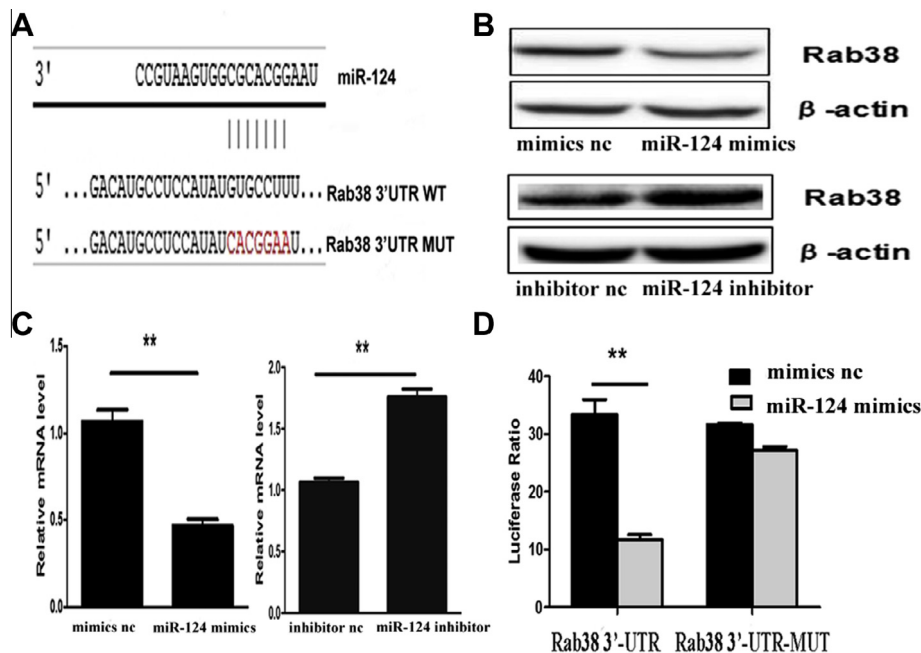 A
3' CCGUAAGUGGCGCACGGAAU miR-124
5' ...GACAUGCCUCCAUAUGUGCCUUU... Rab38 3'UTR WT
5' ...GACAUGCCUCCAUAUCACGGAAU... Rab38 3'UTR MUT
B
Rab38
β-actin
mimics nc miR-124 mimics
Rab38
β-actin
inhibitor nc miR-124 inhibitor
C
Relative mRNA level
1.5
1.0
0.5
0.0
**
mimics nc miR-124 mimics
Relative mRNA level
2.0
1.5
1.0
0.5
0.0
**
inhibitor nc miR-124 inhibitor
D
mimics nc
miR-124 mimics
Luciferase Ratio
40
30
20
10
0
**
Rab38 3'-UTR Rab38 3'-UTR-MUT